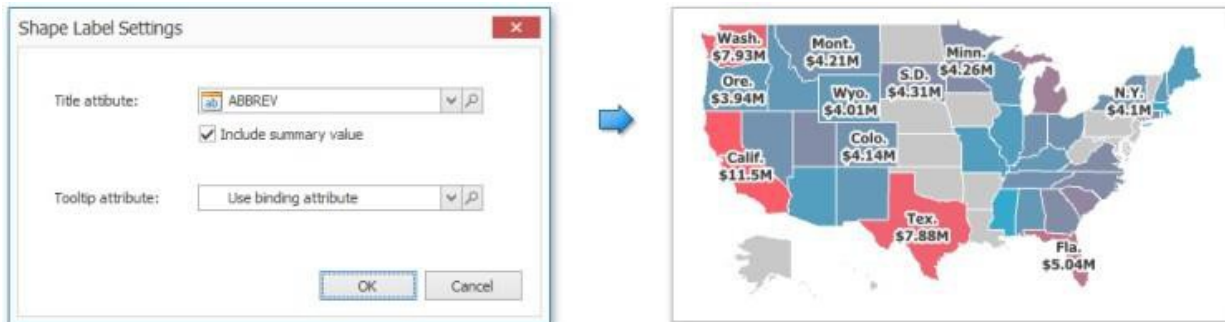 Shape Label Settings
Title attibute:
ABBREV
Include summary value
Tooltip attribute:
Use binding attribute
OK
Cancel
Wash.
$7.93M
Mont.
$4.21M
Minn.
$4.26M
Ore.
$3.94M
S.D.
$4.31M
Wyo.
$4.01M
N.Y.
$4.1M
Colo.
$4.14M
Calif.
$11.5M
Tex.
$7.88M
Fla.
$5.04M